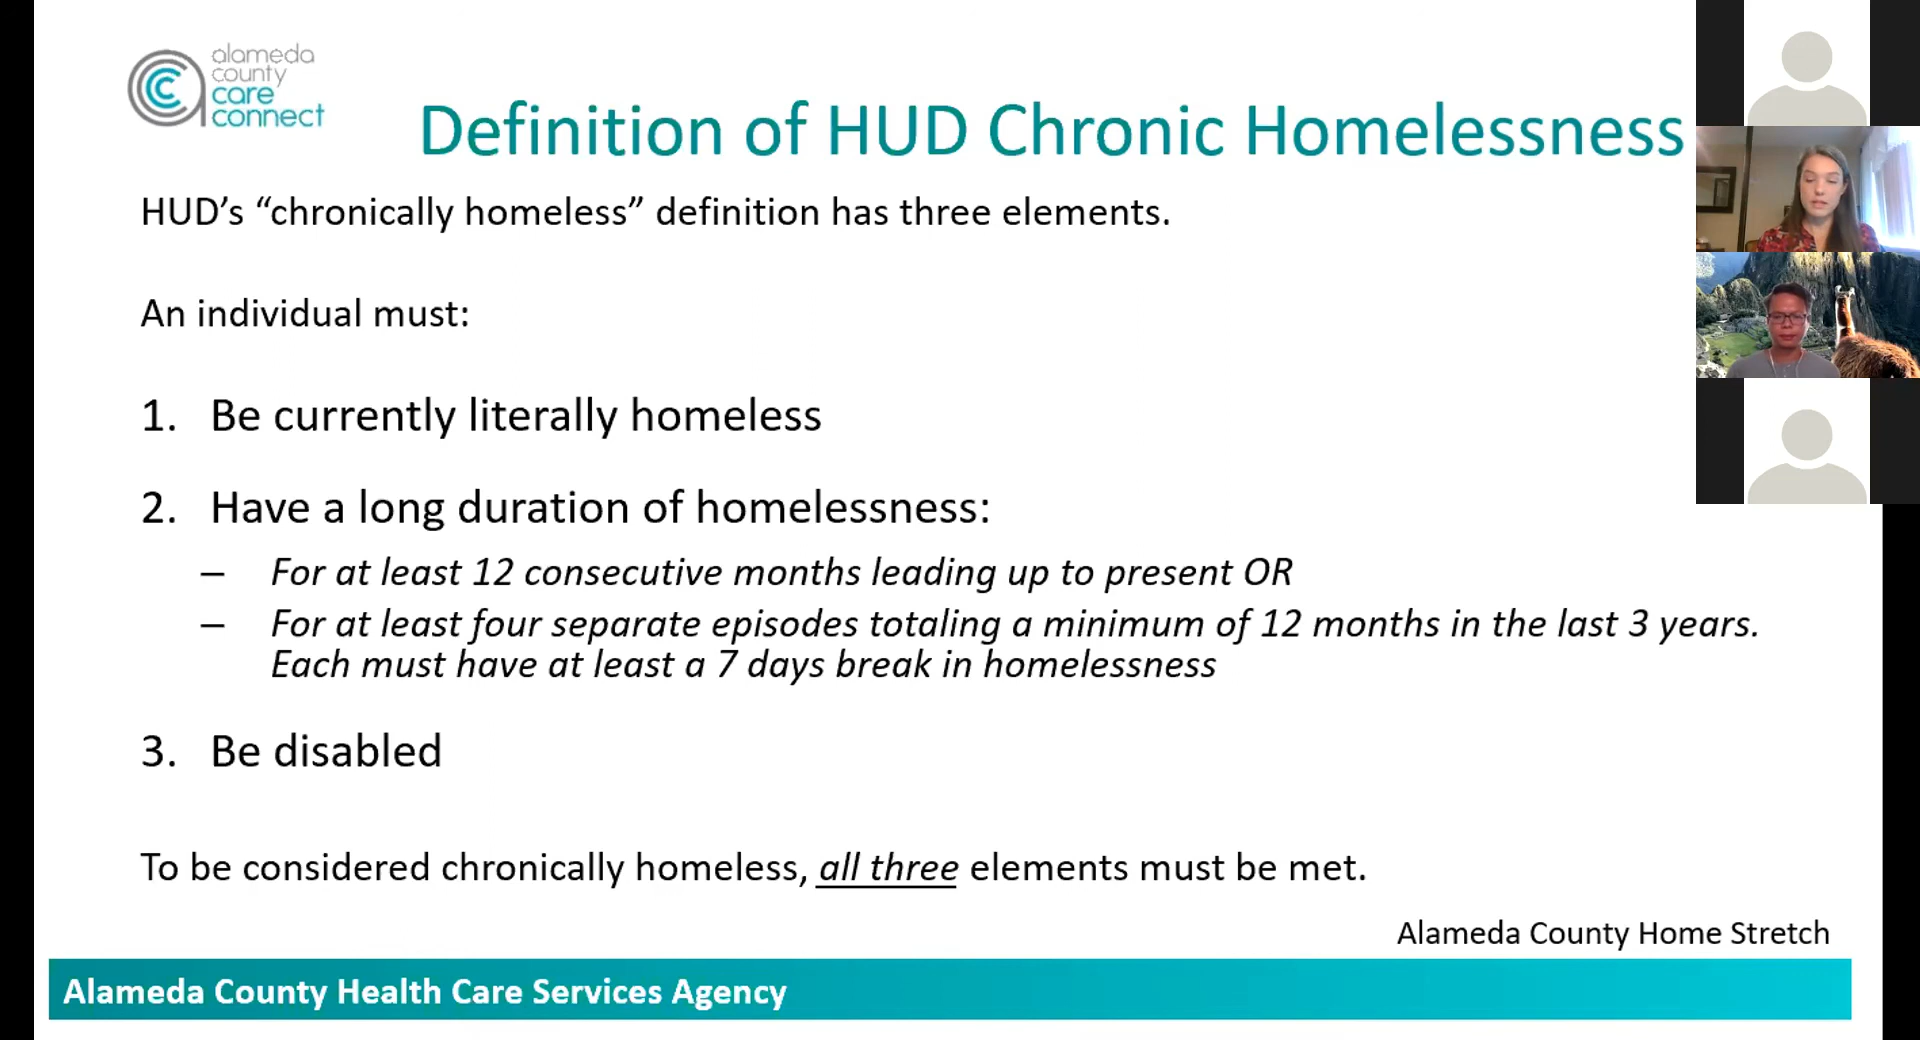 alameda
county
care
connect
Definition of HUD Chronic Homelessness
HUD’s “chronically homeless” definition has three elements.
An individual must:
1. Be currently literally homeless
2. Have a long duration of homelessness:
– For at least 12 consecutive months leading up to present OR
– For at least four separate episodes totaling a minimum of 12 months in the last 3 years.
Each must have at least a 7 days break in homelessness
3. Be disabled
To be considered chronically homeless, all three elements must be met.
Alameda County Home Stretch
Alameda County Health Care Services Agency